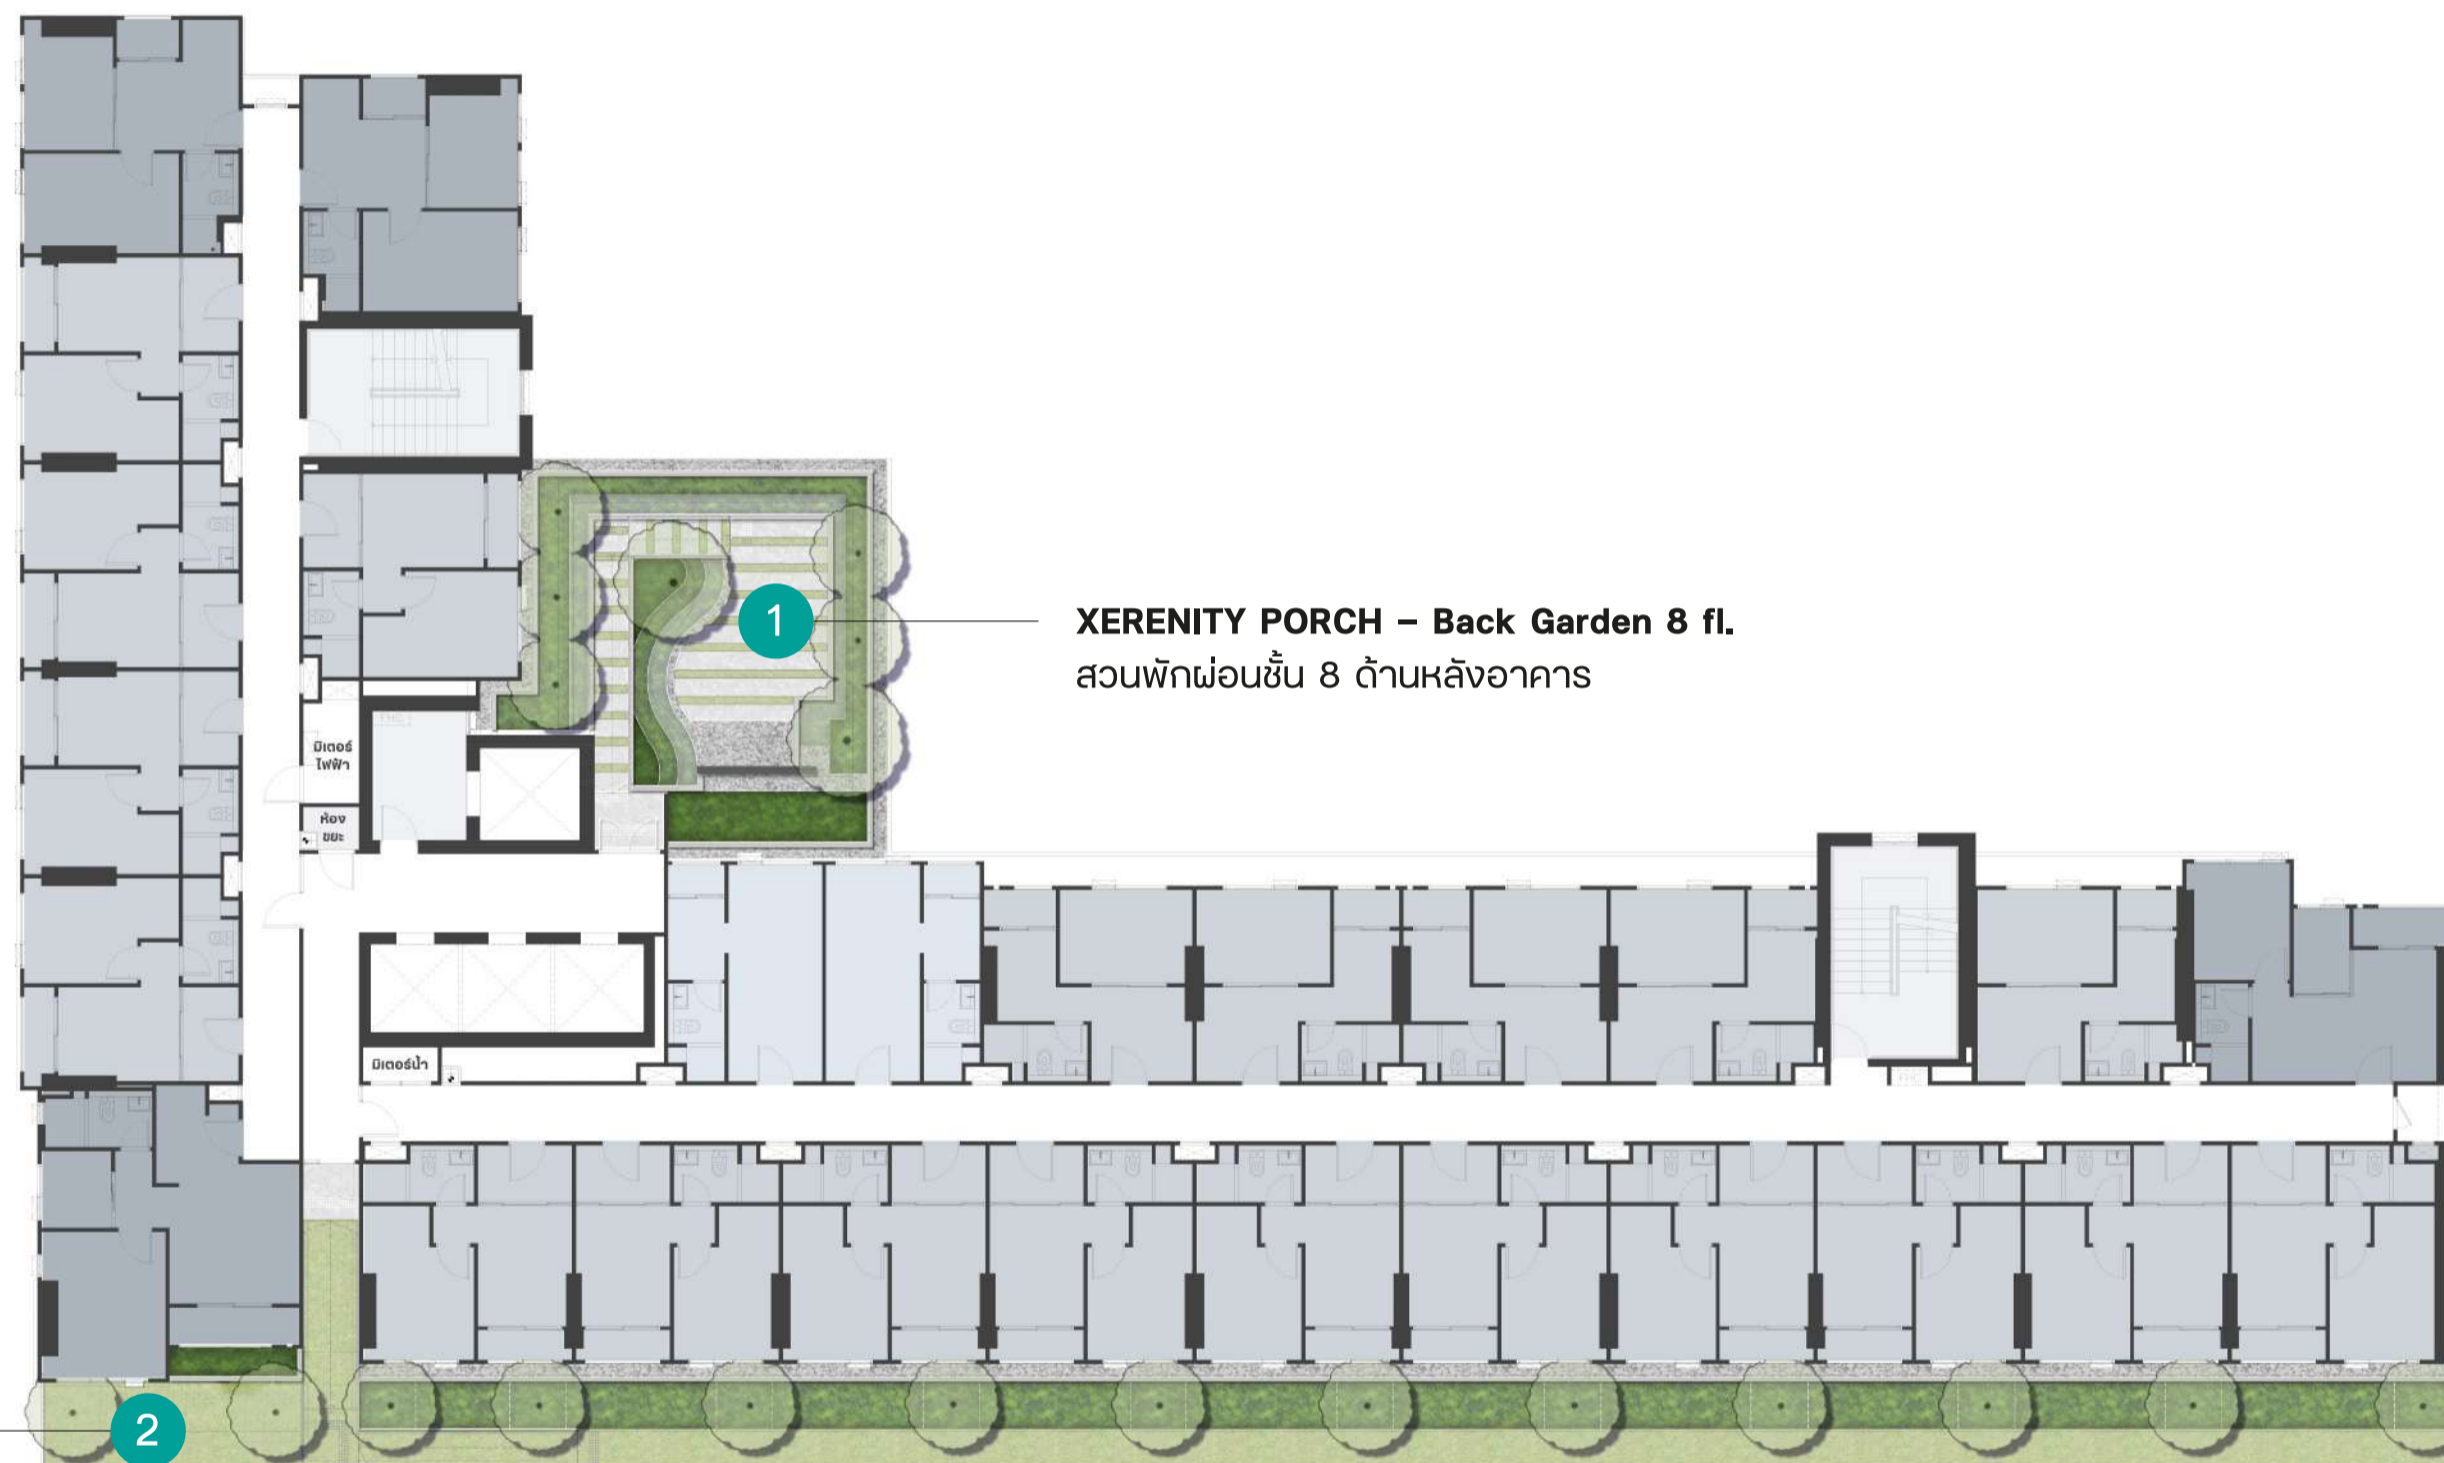 1
XERENITY PORCH – Back Garden 8 fl.
สวนพักผ่อนชั้น 8 ด้านหลังอาคาร
มิเตอร์
ไฟฟ้า
ห้อง
ขยะ
มิเตอร์น้ำ
2